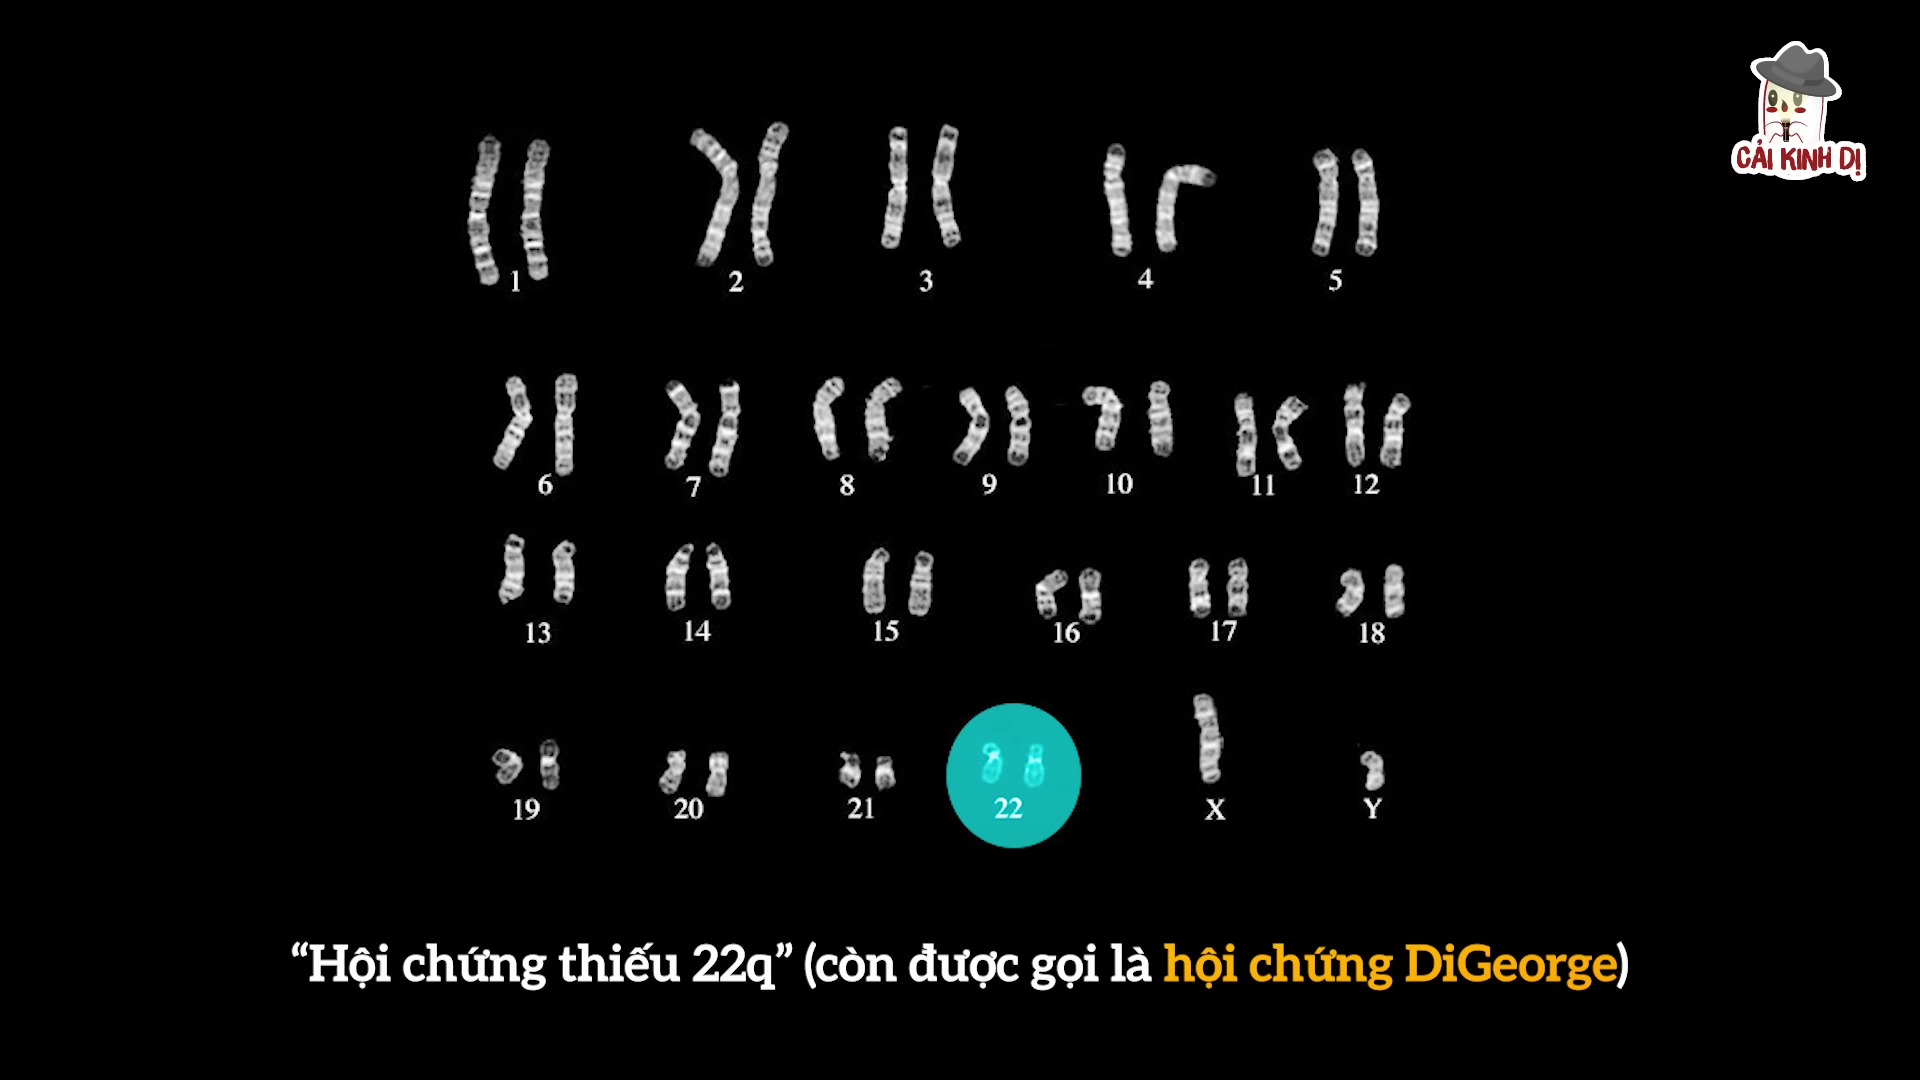 CẢI KINH DỊ
1 2 3 4 5
6 7 8 9 10 11 12
13 14 15 16 17 18
19 20 21 22 X Y
“Hội chứng thiếu 22q” (còn được gọi là hội chứng DiGeorge)